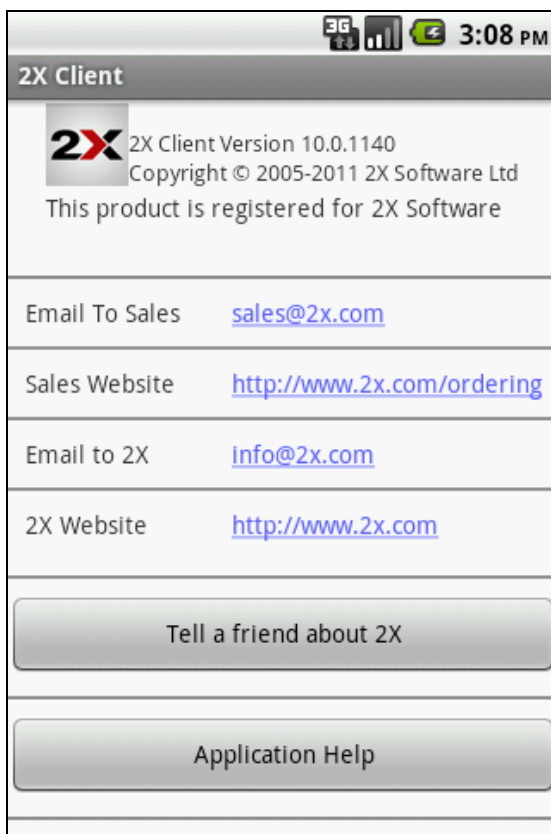 3G 3:08 PM
2X Client
2X
2X Client Version 10.0.1140
Copyright © 2005-2011 2X Software Ltd
This product is registered for 2X Software
Email To Sales sales@2x.com
Sales Website http://www.2x.com/ordering
Email to 2X info@2x.com
2X Website http://www.2x.com
Tell a friend about 2X
Application Help